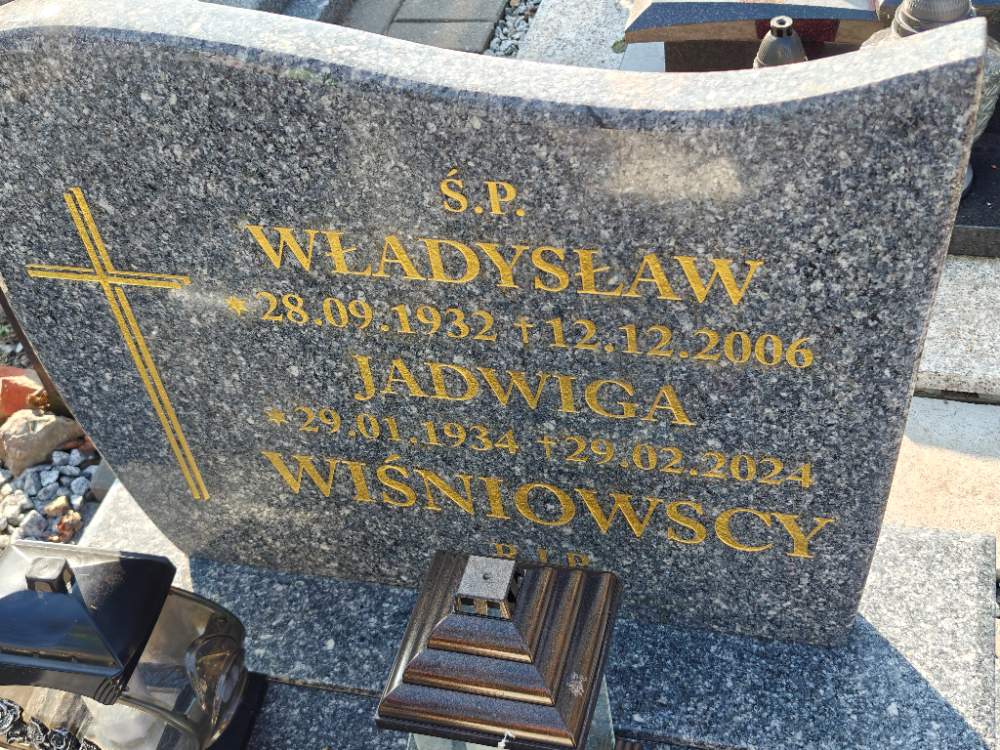 Ś.P.
WŁADYSŁAW
*28.09.1932 †12.12.2006
JADWIGA
*29.01.1934 †29.02.2024
WIŚNIOWSCY
R.I.P.